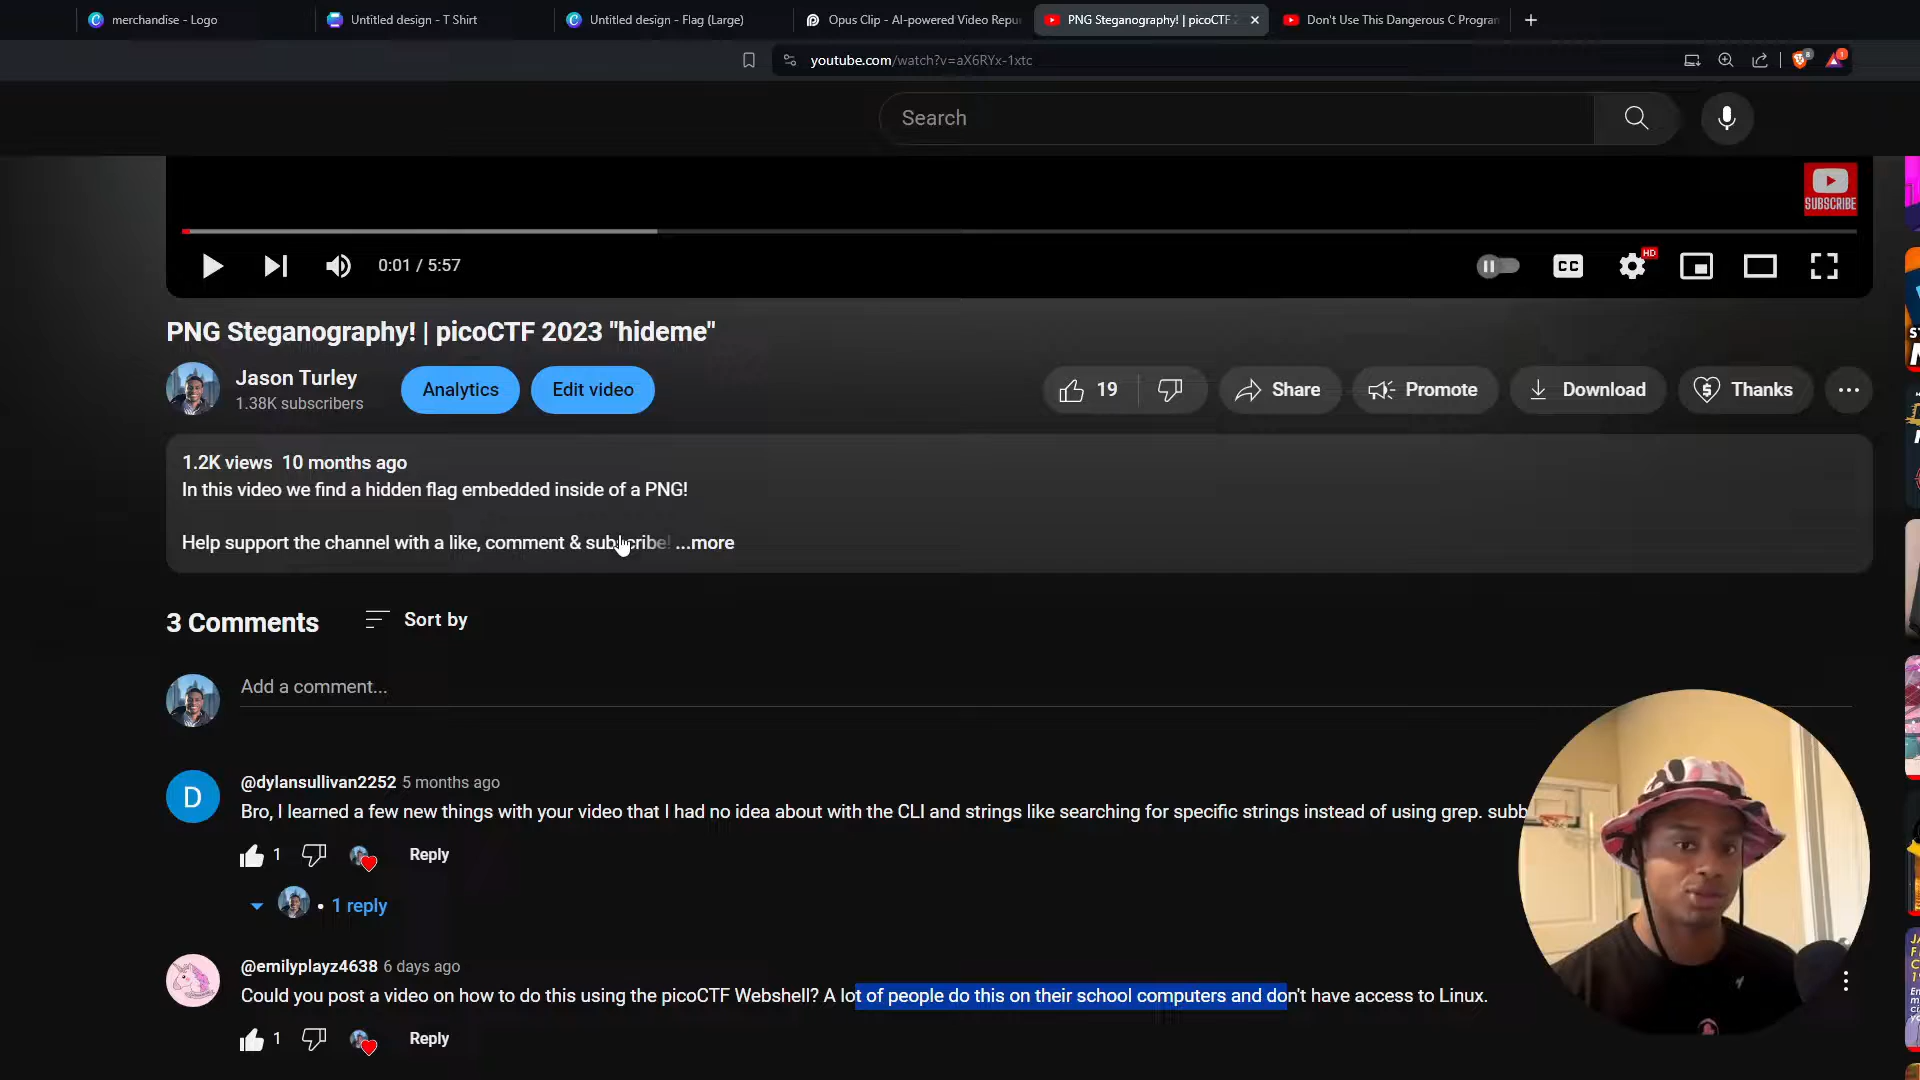 merchandise - Logo
Untitled design - T Shirt
Untitled design - Flag (Large)
Opus Clip - AI-powered Video Repu
PNG Steganography! | picoCTF 2
Don't Use This Dangerous C Program
youtube.com/watch?v=aX6RYx-1xtc
8
1
Search
SUBSCRIBE
0:01 / 5:57
CC
HD
PNG Steganography! | picoCTF 2023 "hideme"
Jason Turley
1.38K subscribers
Analytics
Edit video
19
Share
Promote
Download
Thanks
1.2K views 10 months ago
In this video we find a hidden flag embedded inside of a PNG!
Help support the channel with a like, comment & subscribe! ...more
3 Comments
Sort by
Add a comment...
D
@dylansullivan2252 5 months ago
Bro, I learned a few new things with your video that I had no idea about with the CLI and strings like searching for specific strings instead of using grep. subb
1
Reply
1 reply
@emilyplayz4638 6 days ago
Could you post a video on how to do this using the picoCTF Webshell? A lot of people do this on their school computers and don't have access to Linux.
1
Reply